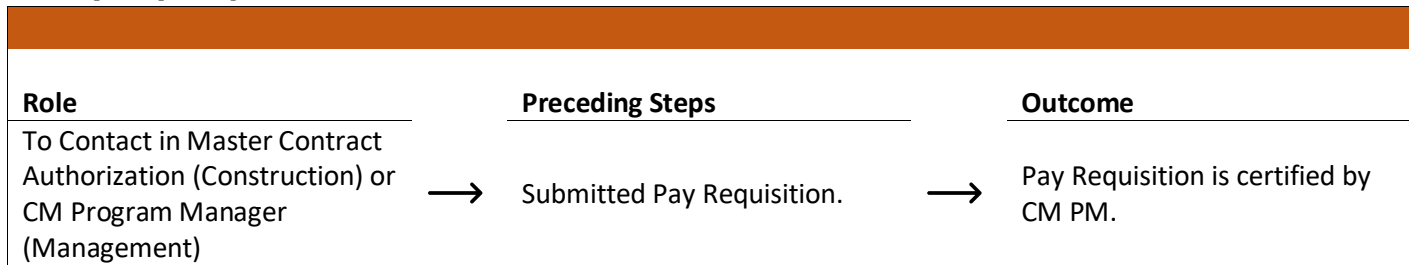 Role
Preceding Steps
Outcome
To Contact in Master Contract
Authorization (Construction) or
CM Program Manager
(Management)
Submitted Pay Requisition.
Pay Requisition is certified by
CM PM.